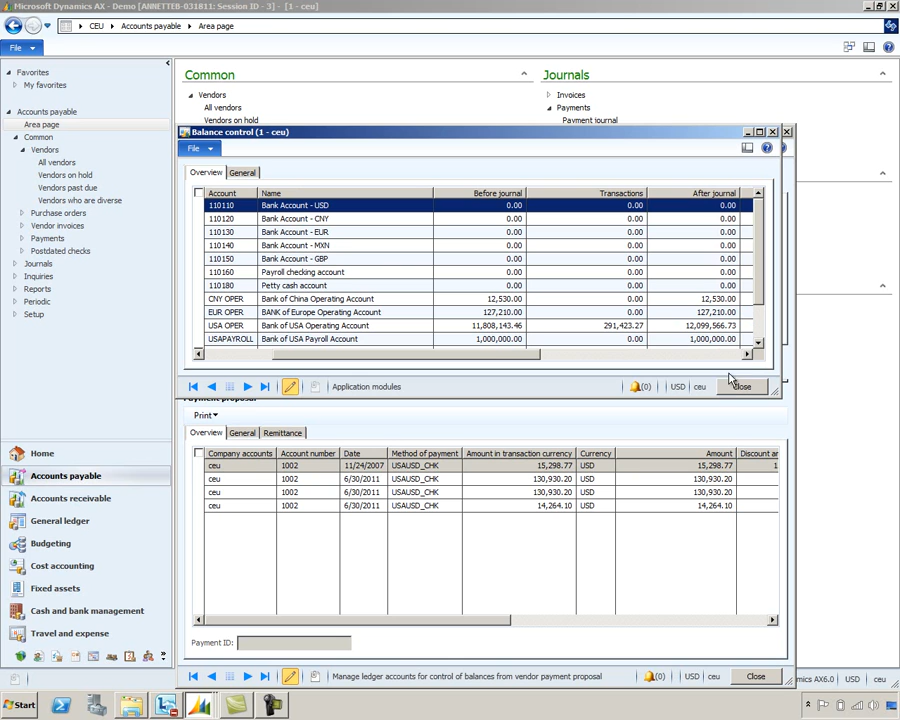 Microsoft Dynamics AX - Demo [ANNETTEB-031811: Session ID - 3] - [1 - ceu]
CEU ▸ Accounts payable ▸ Area page
File
Favorites
My favorites
Accounts payable
Area page
Common
Vendors
All vendors
Vendors on hold
Vendors past due
Vendors who are diverse
Purchase orders
Vendor invoices
Payments
Postdated checks
Journals
Inquiries
Reports
Periodic
Setup
Home
Accounts payable
Accounts receivable
General ledger
Budgeting
Cost accounting
Fixed assets
Cash and bank management
Travel and expense
Common
Vendors
All vendors
Vendors on hold
Journals
Invoices
Payments
Payment journal
Balance control (1 - ceu)
File
Overview General
Account Name Before journal Transactions After journal
110110 Bank Account - USD 0.00 0.00 0.00
110120 Bank Account - CNY 0.00 0.00 0.00
110130 Bank Account - EUR 0.00 0.00 0.00
110140 Bank Account - MXN 0.00 0.00 0.00
110150 Bank Account - GBP 0.00 0.00 0.00
110160 Payroll checking account 0.00 0.00 0.00
110180 Petty cash account 0.00 0.00 0.00
CNY OPER Bank of China Operating Account 12,530.00 0.00 12,530.00
EUR OPER BANK of Europe Operating Account 127,210.00 0.00 127,210.00
USA OPER Bank of USA Operating Account 11,808,143.46 291,423.27 12,099,566.73
USAPAYROLL Bank of USA Payroll Account 1,000,000.00 0.00 1,000,000.00
Application modules (0) USD ceu Close
Payment proposal
Print
Overview General Remittance
Company accounts Account number Date Method of payment Amount in transaction currency Currency Amount Discount am
ceu 1002 11/24/2007 USAUSD_CHK 15,298.77 USD 15,298.77 1
ceu 1002 6/30/2011 USAUSD_CHK 130,930.20 USD 130,930.20
ceu 1002 6/30/2011 USAUSD_CHK 130,930.20 USD 130,930.20
ceu 1002 6/30/2011 USAUSD_CHK 14,264.10 USD 14,264.10
Payment ID:
Manage ledger accounts for control of balances from vendor payment proposal (0) USD ceu Close
mics AX6.0 USD ceu
Start